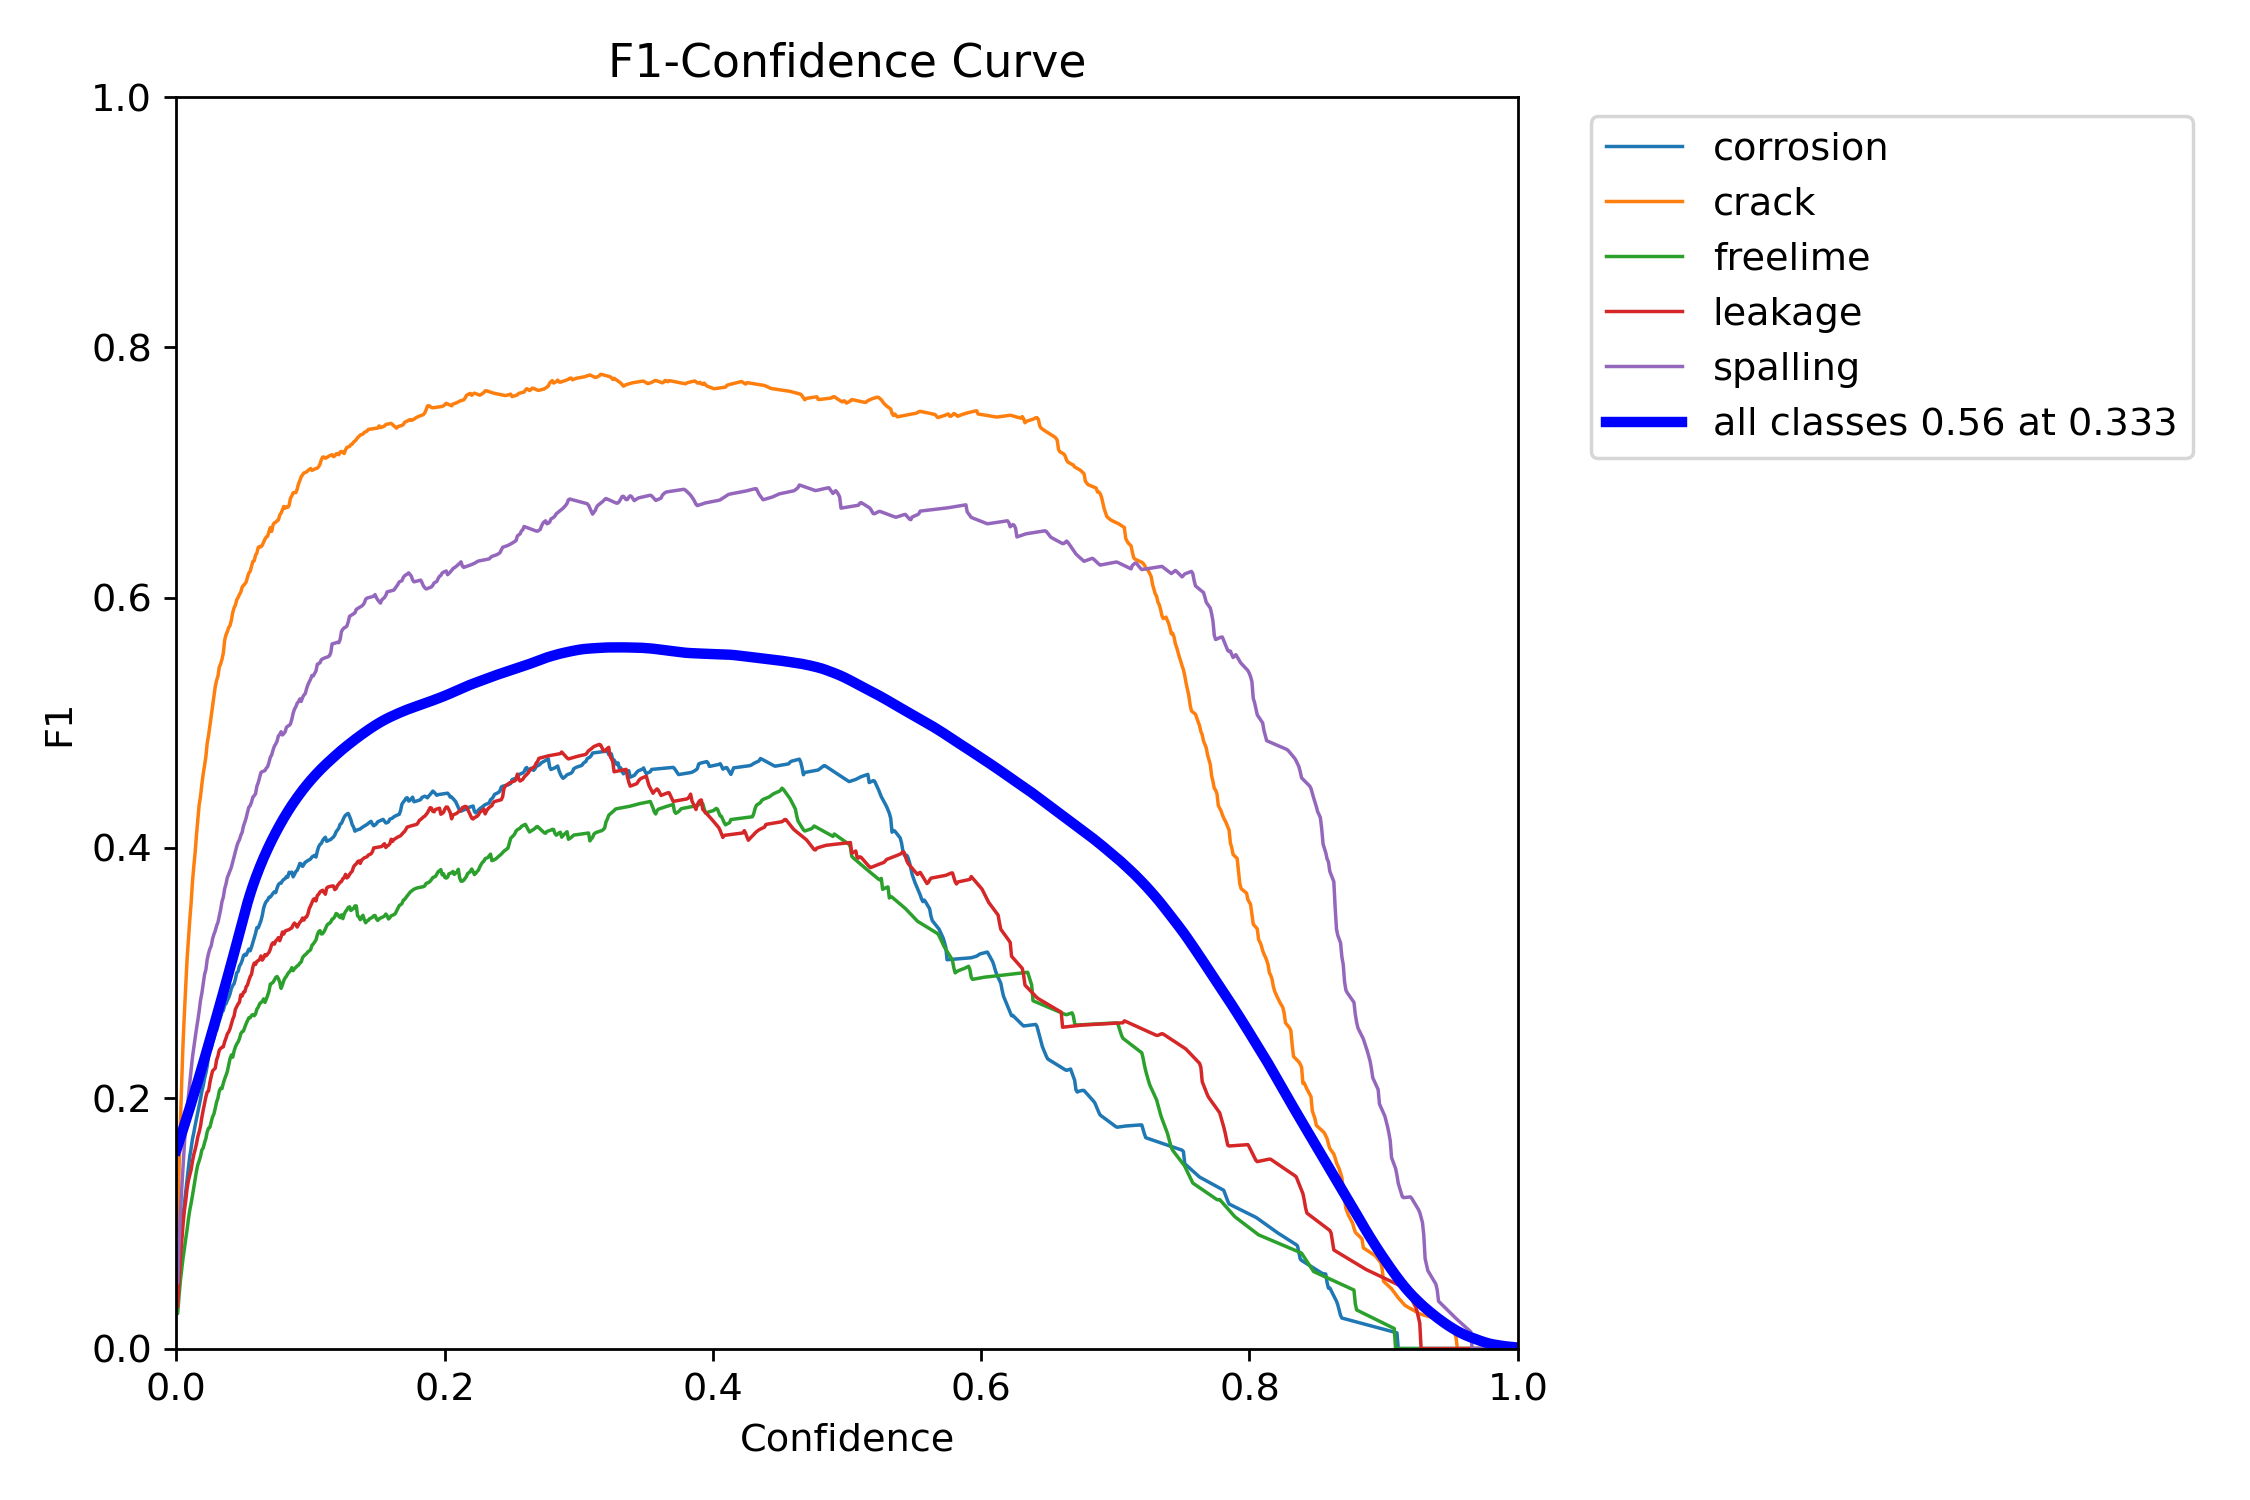 F1-Confidence Curve
1.0
0.8
0.6
0.4
0.2
0.0
F1
0.0 0.2 0.4 0.6 0.8 1.0
Confidence
corrosion
crack
freelime
leakage
spalling
all classes 0.56 at 0.333